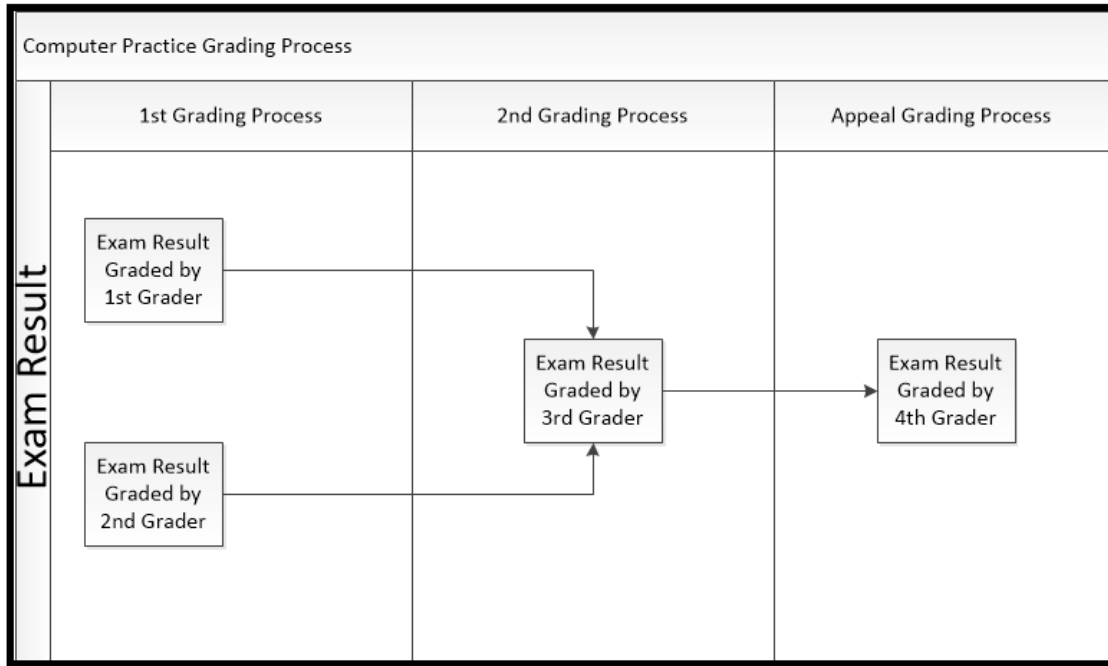 Computer Practice Grading Process
1st Grading Process
2nd Grading Process
Appeal Grading Process
Exam Result
Exam Result
Graded by
1st Grader
Exam Result
Graded by
2nd Grader
Exam Result
Graded by
3rd Grader
Exam Result
Graded by
4th Grader